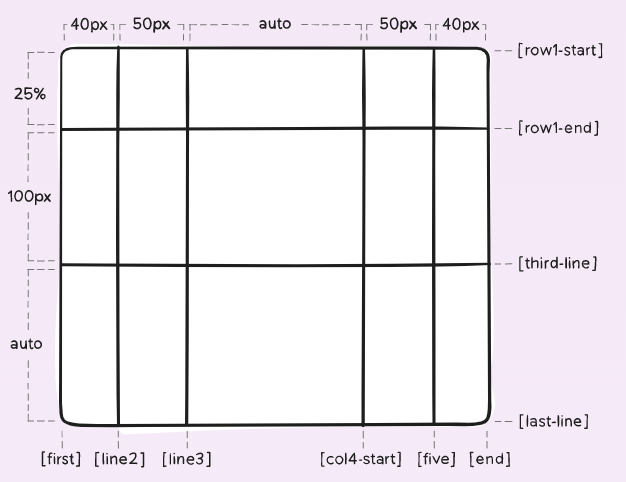 40px 50px auto 50px 40px
[row1-start]
25%
[row1-end]
100px
[third-line]
auto
[last-line]
[first] [line2] [line3] [col4-start] [five] [end]